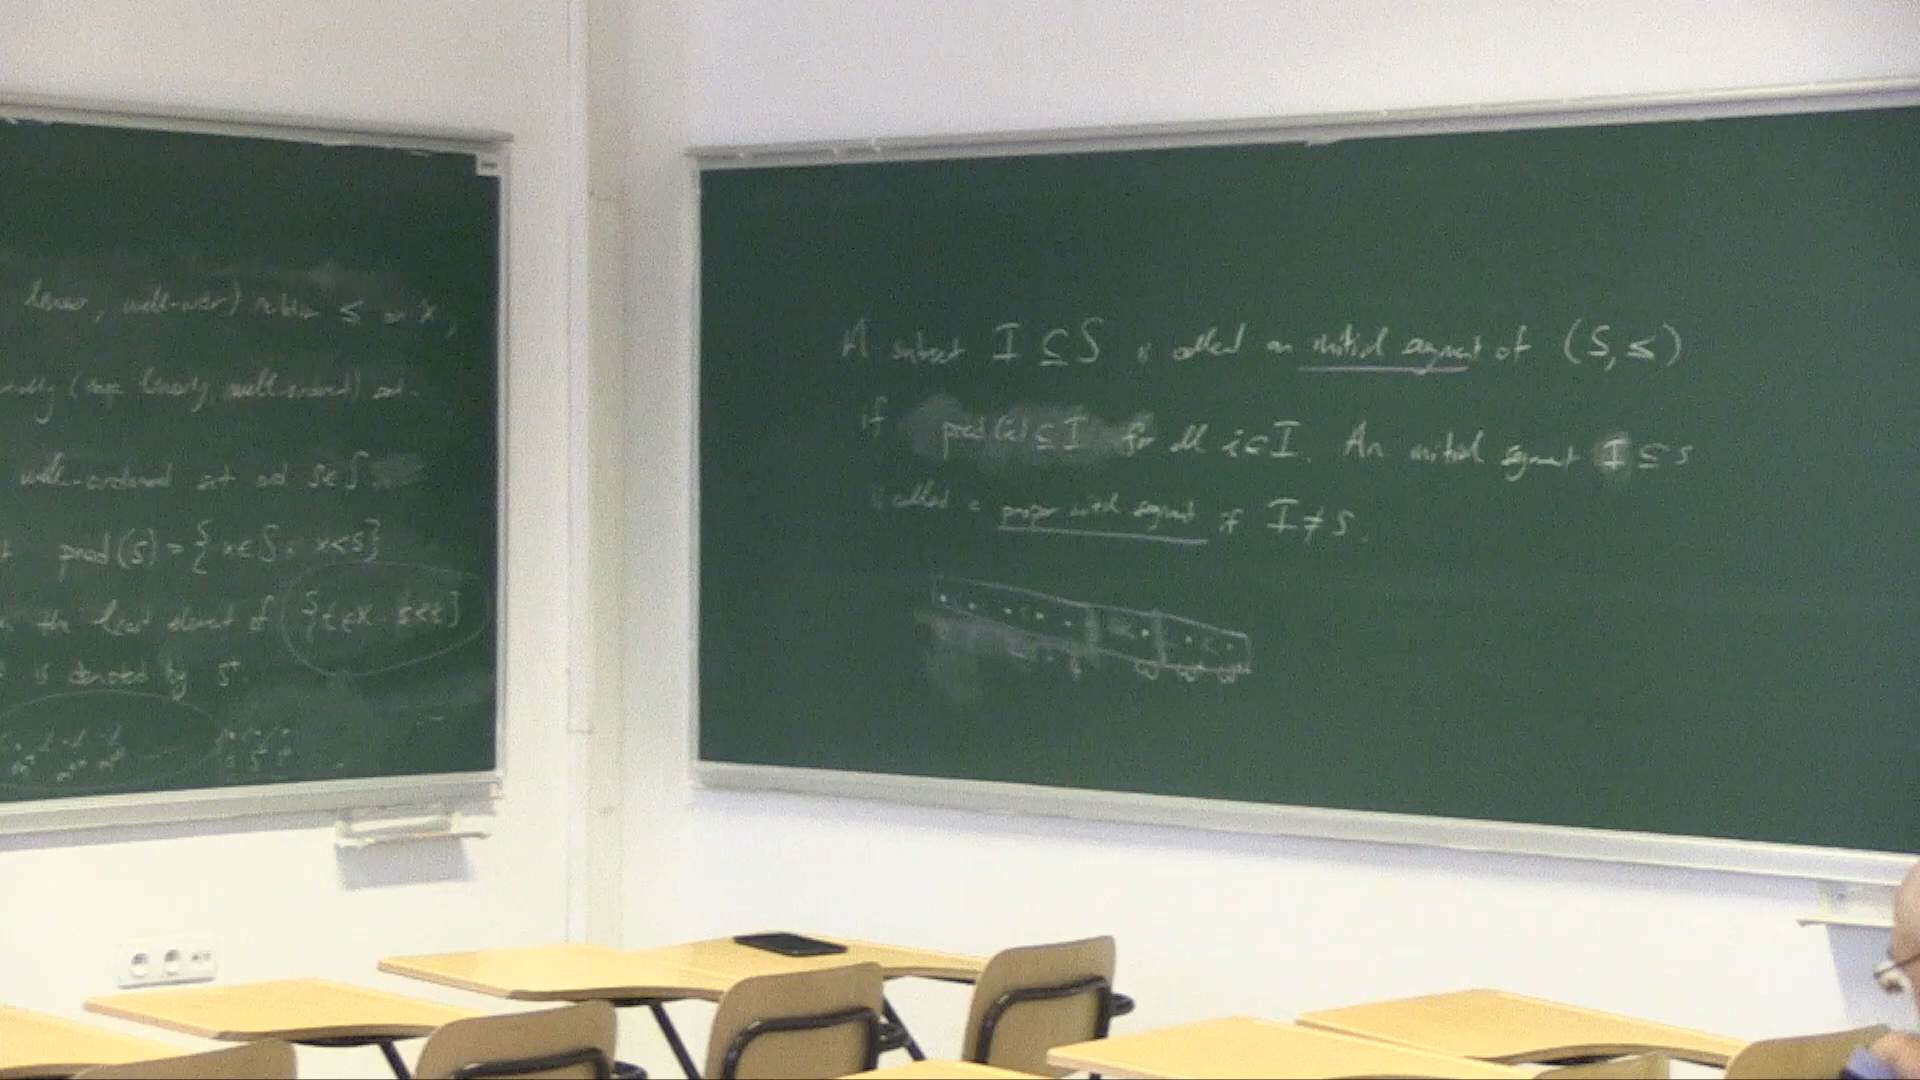 linear, well-order) relation ≤ on X,
(resp. linearly, well-ordered) set.
well-ordered set and s∈S.
pred(s) = {x∈S : x<s}
the least element of {t∈X : s<t}
is denoted by s⁺.
A subset I ⊆ S is called an initial segment of (S, ≤)
if pred(i) ⊆ I for all i∈I. An initial segment I ⊆ S
is called a proper initial segment if I ≠ S.